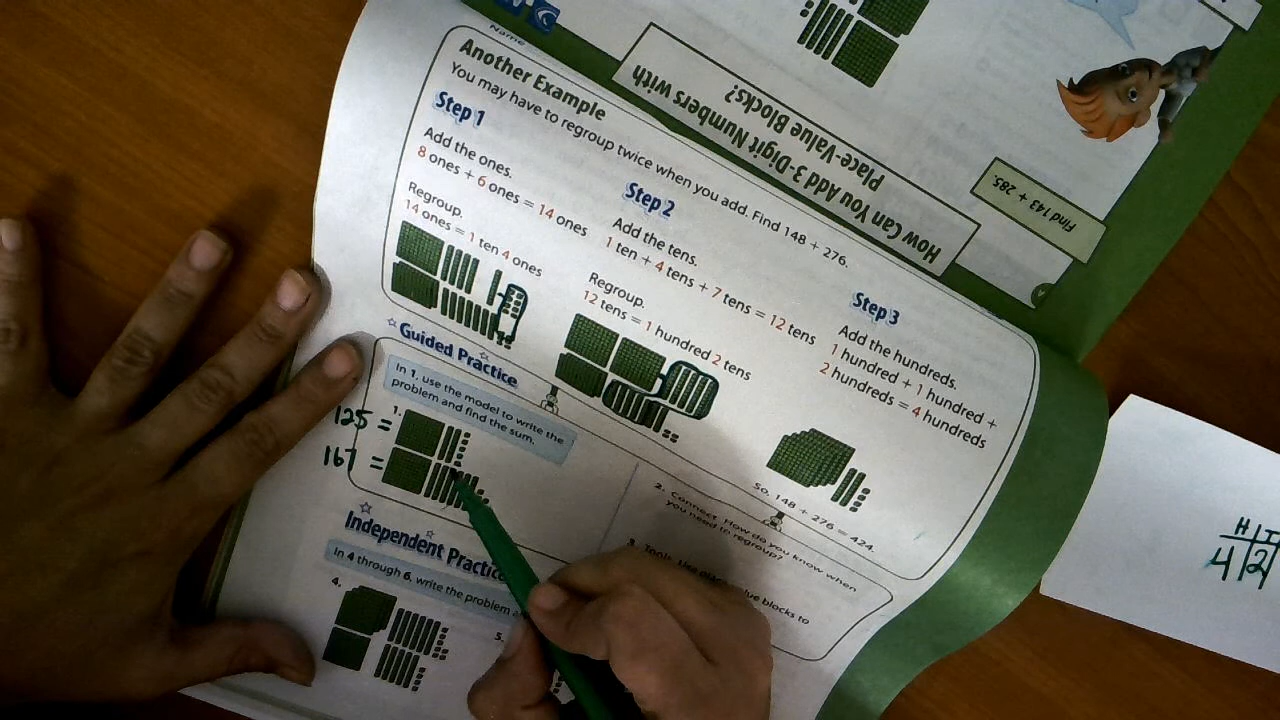 Name
Another Example
You may have to regroup twice when you add. Find 148 + 276.
Step 1
Add the ones.
8 ones + 6 ones = 14 ones
Regroup.
14 ones = 1 ten 4 ones
Step 2
Add the tens.
1 ten + 4 tens + 7 tens = 12 tens
Regroup.
12 tens = 1 hundred 2 tens
Step 3
Add the hundreds.
1 hundred + 1 hundred +
2 hundreds = 4 hundreds
So, 148 + 276 = 424.
Guided Practice
In 1, use the model to write the
problem and find the sum.
1.
125 =
167 =
2. Connect How do you know when
you need to regroup?
Independent Practice
In 4 through 6, write the problem
4.
5.
How Can You Add 3-Digit Numbers with
Place-Value Blocks?
Find 143 + 285.
H T
4 2